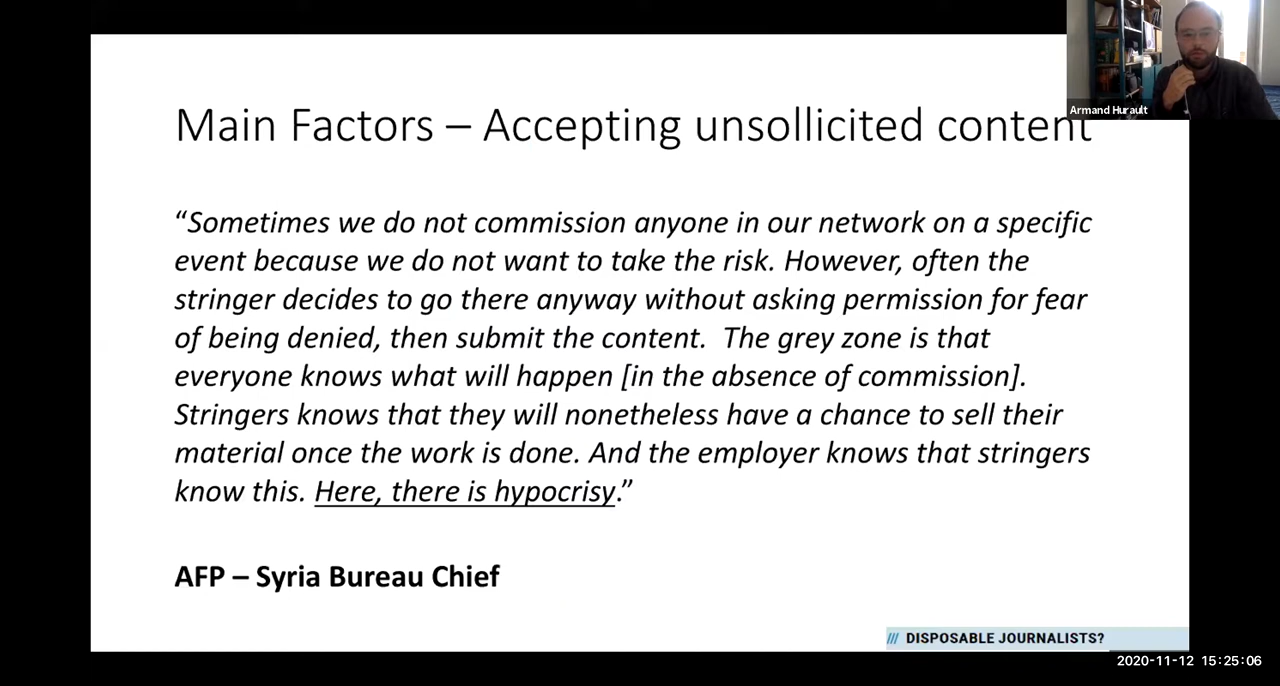 Armand Hurault
Main Factors – Accepting unsollicited content
“Sometimes we do not commission anyone in our network on a specific
event because we do not want to take the risk. However, often the
stringer decides to go there anyway without asking permission for fear
of being denied, then submit the content.  The grey zone is that
everyone knows what will happen [in the absence of commission].
Stringers knows that they will nonetheless have a chance to sell their
material once the work is done. And the employer knows that stringers
know this. Here, there is hypocrisy.”
AFP – Syria Bureau Chief
/// DISPOSABLE JOURNALISTS?
2020-11-12 15:25:06